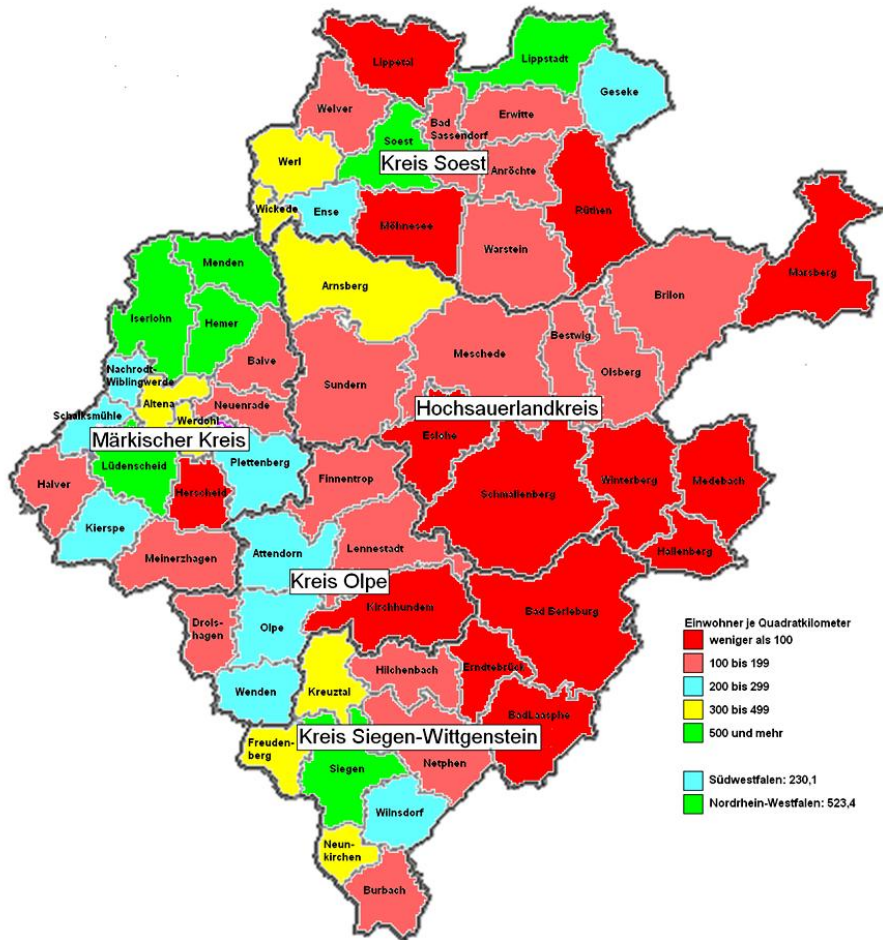 Lippetal
Lippstadt
Geseke
Welver
Bad
Sassendorf
Erwitte
Soest
Werl
Kreis Soest
Anröchte
Wickede
Ense
Möhnesee
Rüthen
Warstein
Menden
Arnsberg
Marsberg
Brilon
Iserlohn
Hemer
Bestwig
Balve
Meschede
Nachrodt-
Wiblingwerde
Sundern
Olsberg
Altena
Neuenrade
Hochsauerlandkreis
Schalksmühle
Werdohl
Märkischer Kreis
Eslohe
Lüdenscheid
Plettenberg
Halver
Finnentrop
Winterberg
Medebach
Herscheid
Schmallenberg
Kierspe
Attendorn
Lennestadt
Hallenberg
Meinerzhagen
Kreis Olpe
Kirchhundem
Bad Berleburg
Drols-
hagen
Olpe
Hilchenbach
Erndtebrück
Wenden
Kreuztal
BadLaasphe
Kreis Siegen-Wittgenstein
Freuden-
berg
Siegen
Netphen
Wilnsdorf
Neun-
kirchen
Burbach
Einwohner je Quadratkilometer
weniger als 100
100 bis 199
200 bis 299
300 bis 499
500 und mehr
Südwestfalen: 230,1
Nordrhein-Westfalen: 523,4